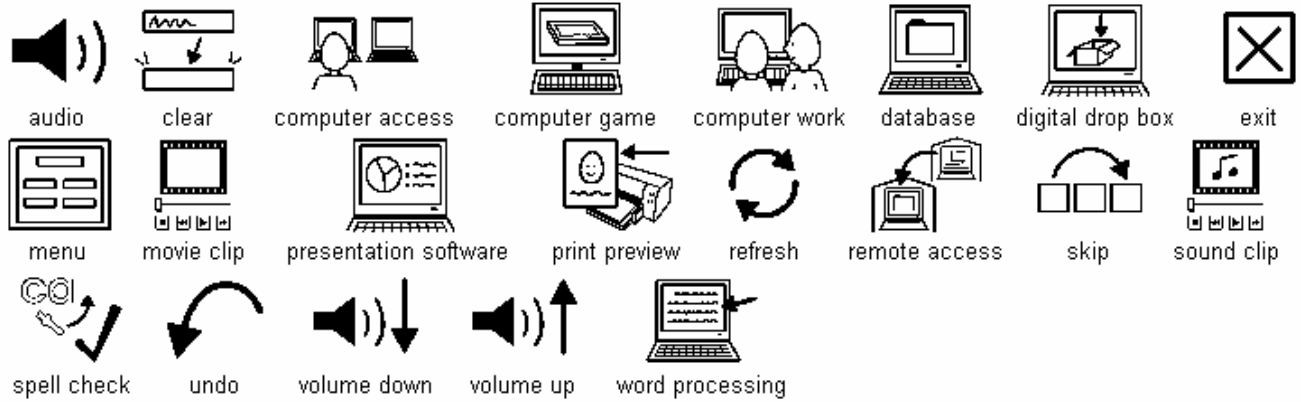 audio clear computer access computer game computer work database digital drop box exit
menu movie clip presentation software print preview refresh remote access skip sound clip
GO!
spell check undo volume down volume up word processing